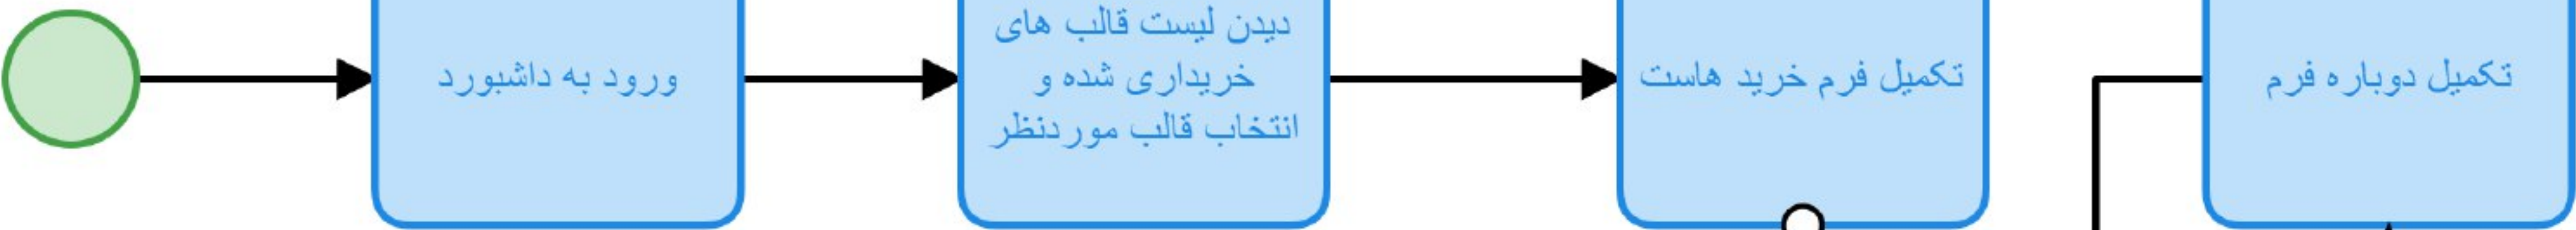 ورود به داشبورد
دیدن لیست قالب های
خریداری شده و
انتخاب قالب موردنظر
تکمیل فرم خرید هاست
تکمیل دوباره فرم